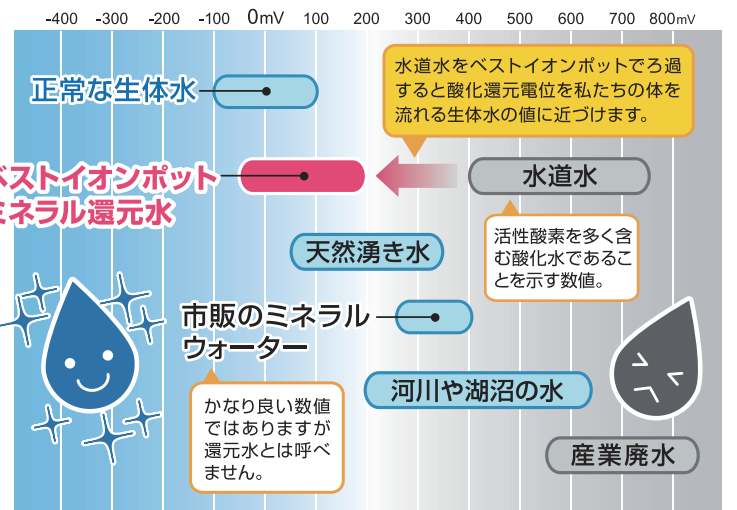 -400 -300 -200 -100 0mV 100 200 300 400 500 600 700 800mV
水道水をベストイオンポットでろ過
すると酸化還元電位を私たちの体を
流れる生体水の値に近づけます。
正常な生体水
ベストイオンポット
ミネラル還元水
水道水
活性酸素を多く含
む酸化水であるこ
とを示す数値。
天然湧き水
市販のミネラル
ウォーター
かなり良い数値
ではありますが
還元水とは呼べ
ません。
河川や湖沼の水
産業廃水